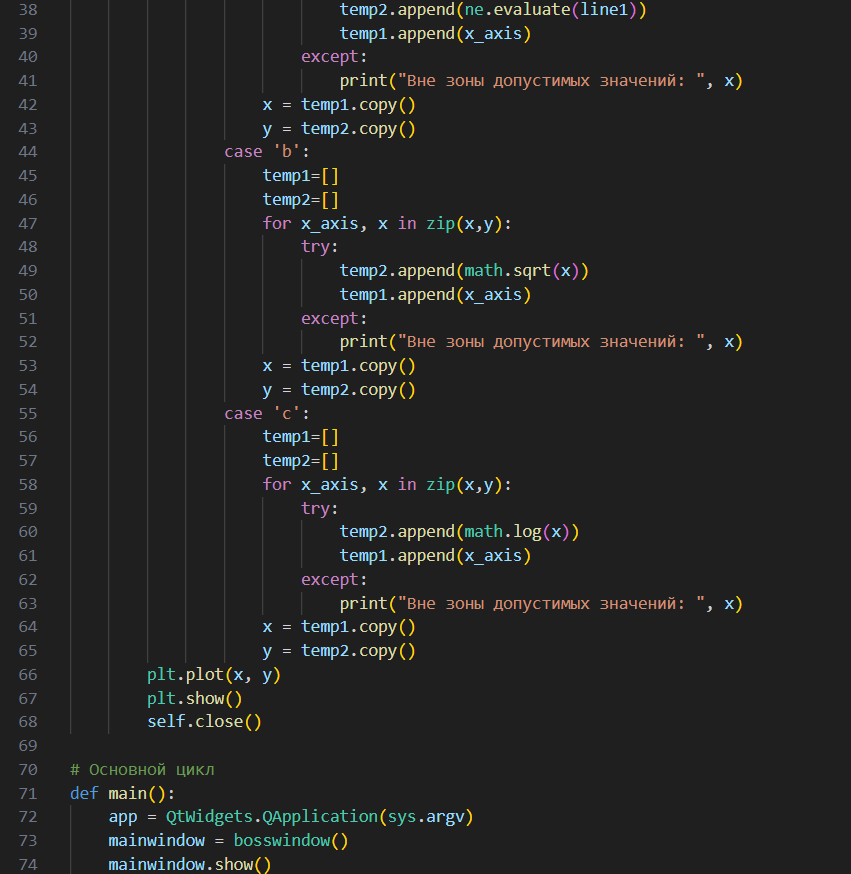 38 temp2.append(ne.evaluate(line1))
39 temp1.append(x_axis)
40 except:
41 print("Вне зоны допустимых значений: ", x)
42 x = temp1.copy()
43 y = temp2.copy()
44 case 'b':
45 temp1=[]
46 temp2=[]
47 for x_axis, x in zip(x,y):
48 try:
49 temp2.append(math.sqrt(x))
50 temp1.append(x_axis)
51 except:
52 print("Вне зоны допустимых значений: ", x)
53 x = temp1.copy()
54 y = temp2.copy()
55 case 'c':
56 temp1=[]
57 temp2=[]
58 for x_axis, x in zip(x,y):
59 try:
60 temp2.append(math.log(x))
61 temp1.append(x_axis)
62 except:
63 print("Вне зоны допустимых значений: ", x)
64 x = temp1.copy()
65 y = temp2.copy()
66 plt.plot(x, y)
67 plt.show()
68 self.close()
69
70 # Основной цикл
71 def main():
72 app = QtWidgets.QApplication(sys.argv)
73 mainwindow = bosswindow()
74 mainwindow.show()